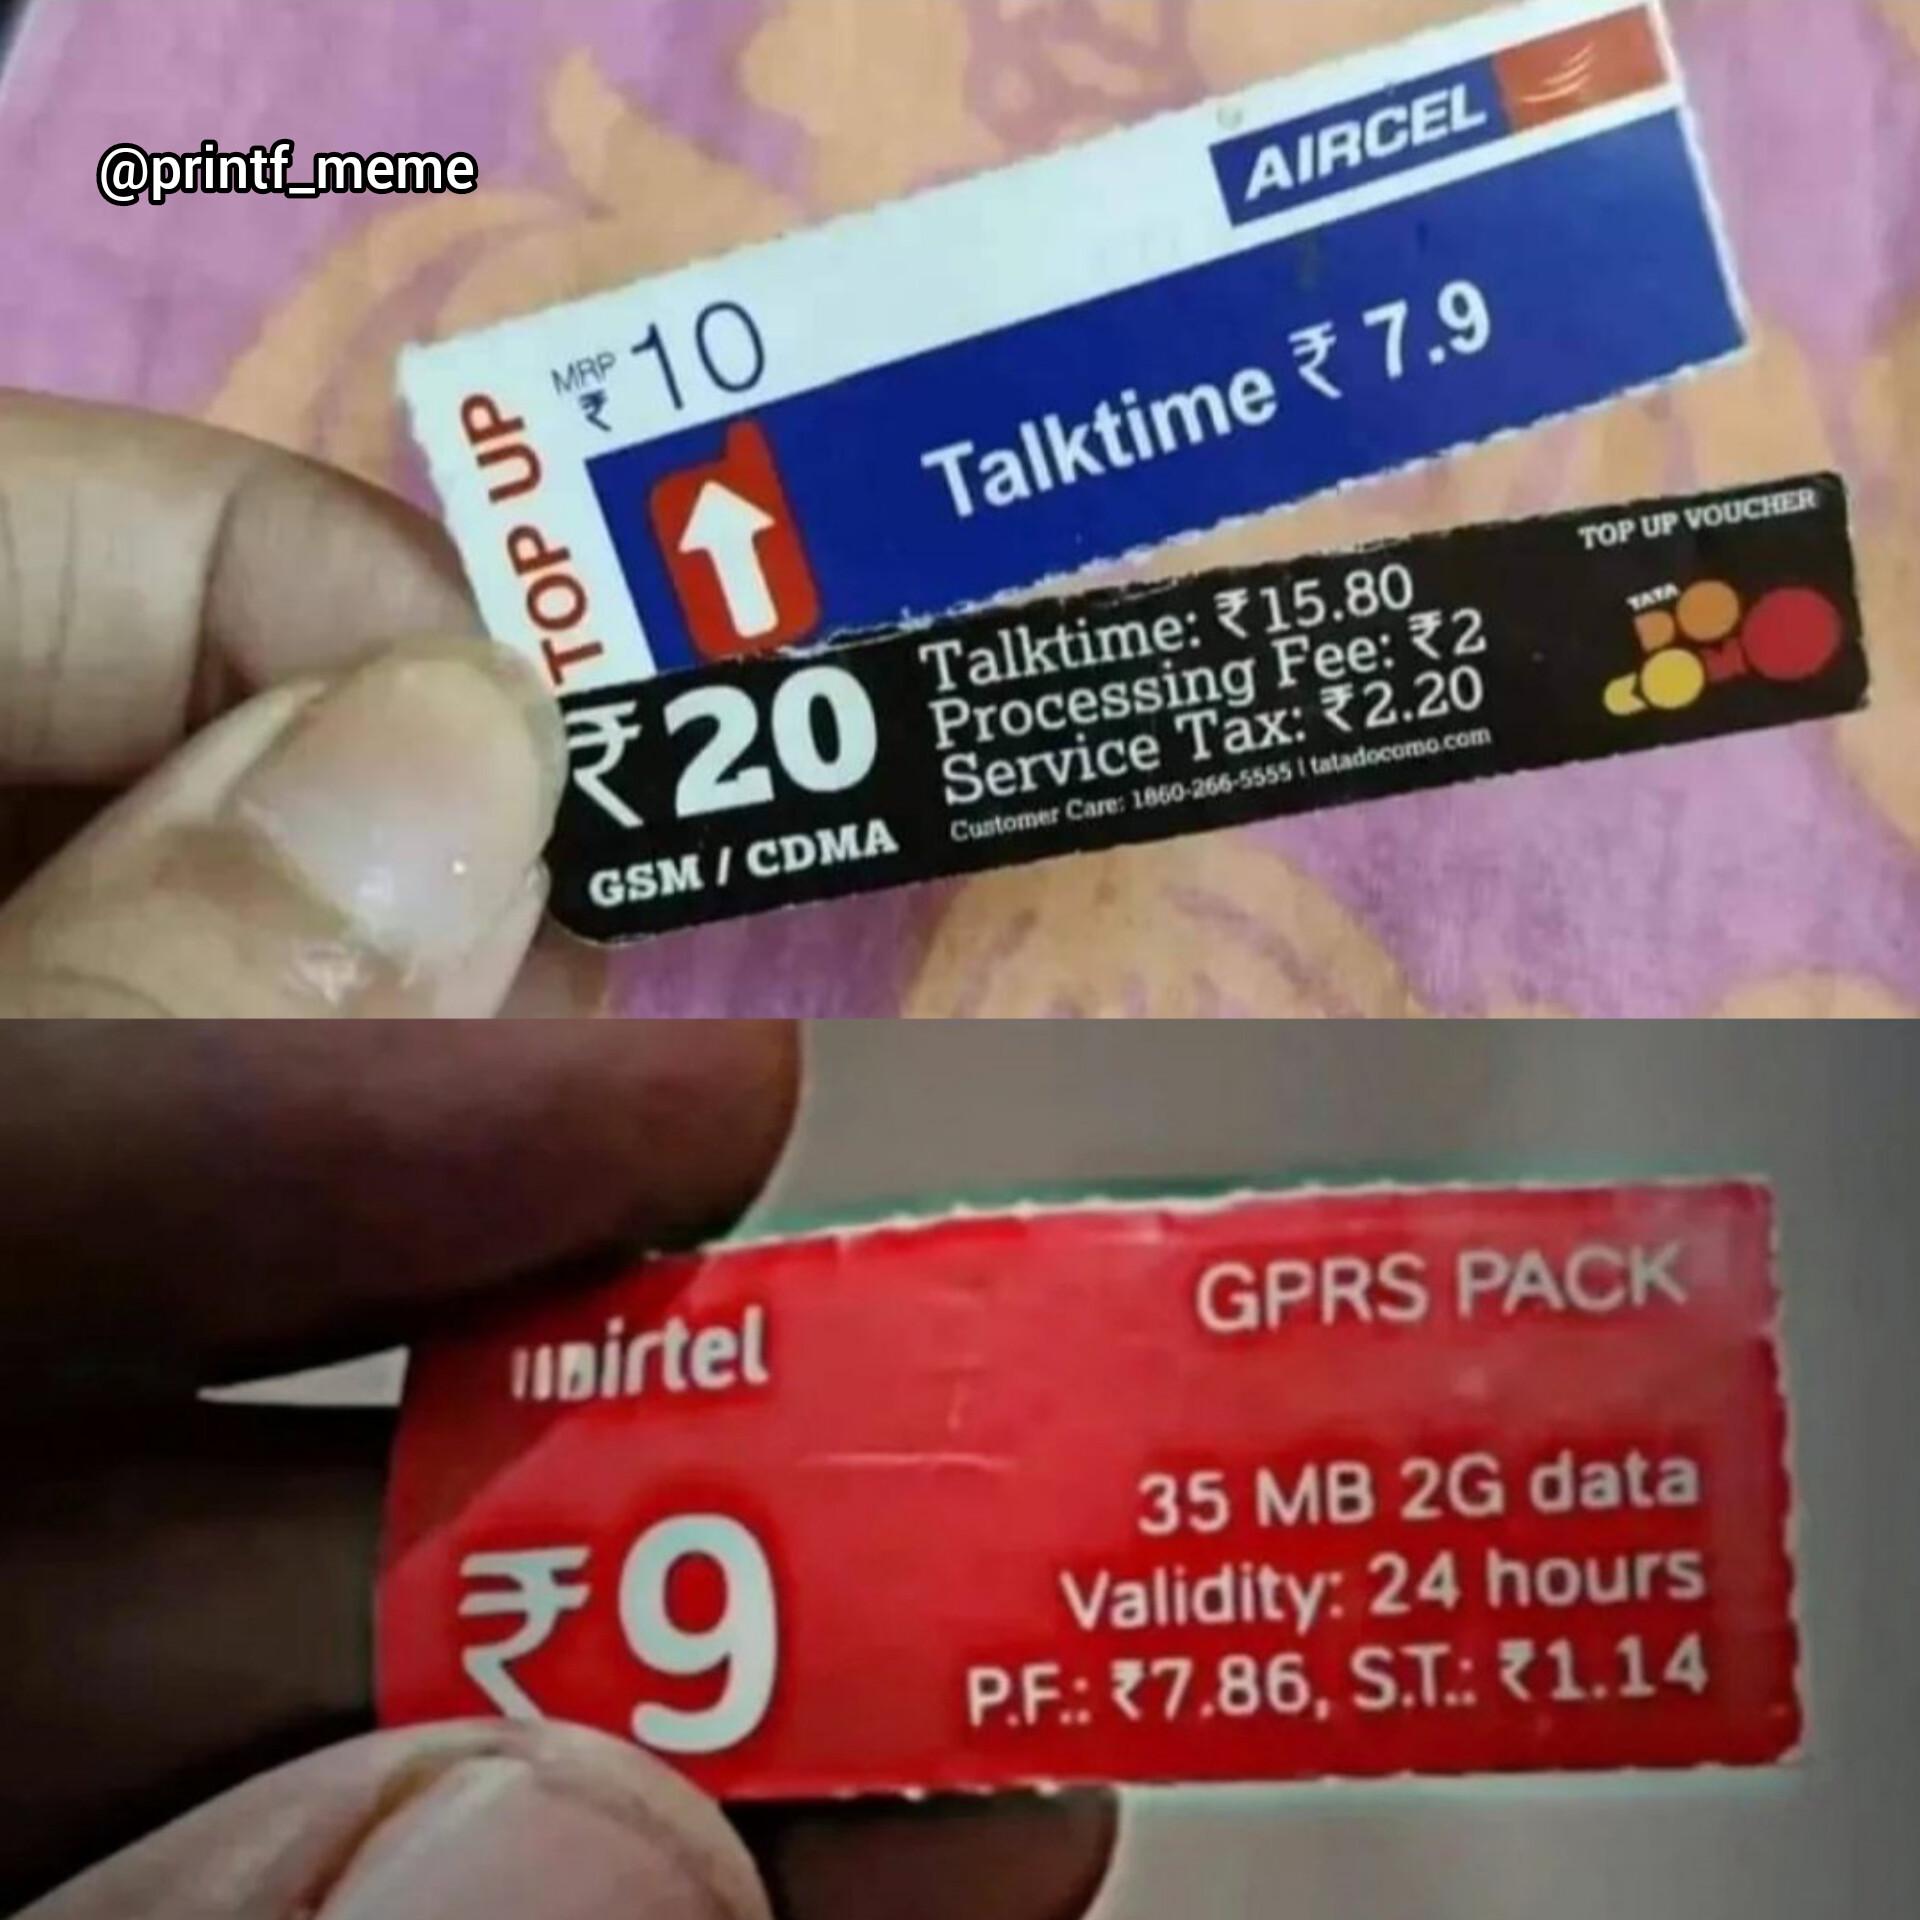 @printf_meme
AIRCEL
MRP
₹ 10
TOP UP
Talktime ₹ 7.9
TOP UP VOUCHER
TATA
₹20
GSM / CDMA
Talktime: ₹15.80
Processing Fee: ₹2
Service Tax: ₹2.20
Customer Care: 1860-266-5555 | tatadocomo.com
airtel
GPRS PACK
₹9
35 MB 2G data
Validity: 24 hours
P.F.: ₹7.86, S.T.: ₹1.14